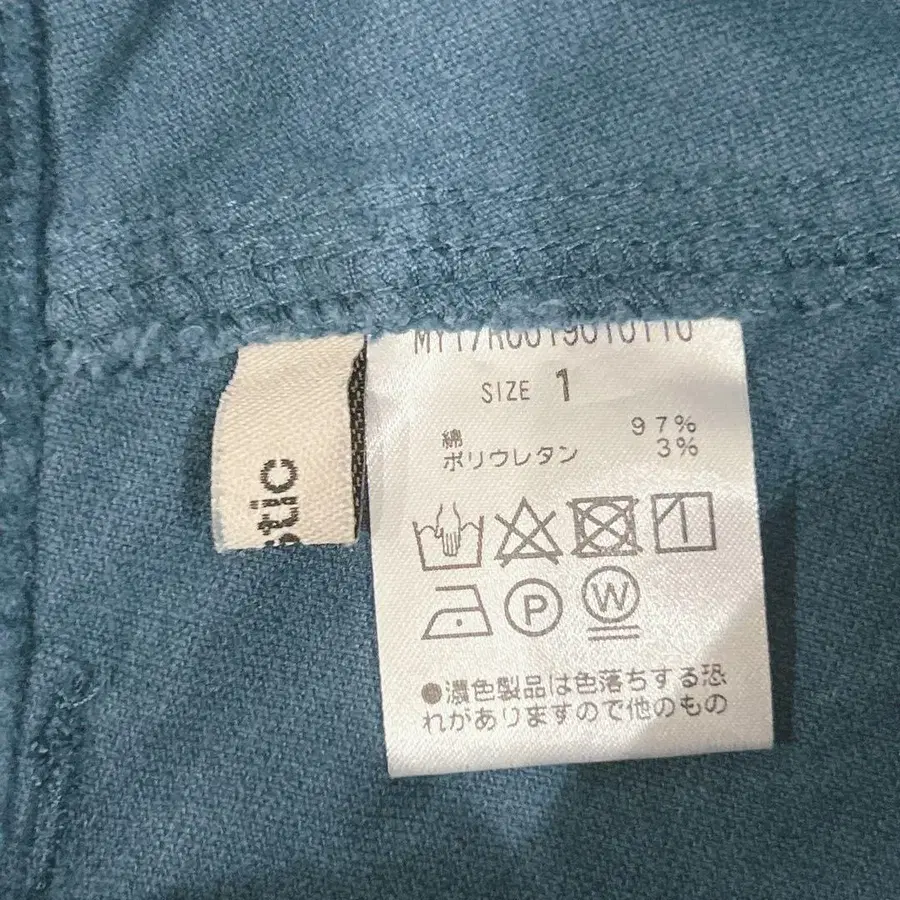 stic
SIZE 1
綿 97%
ポリウレタン 3%
P
W
●濃色製品は色落ちする恐
れがありますので他のもの